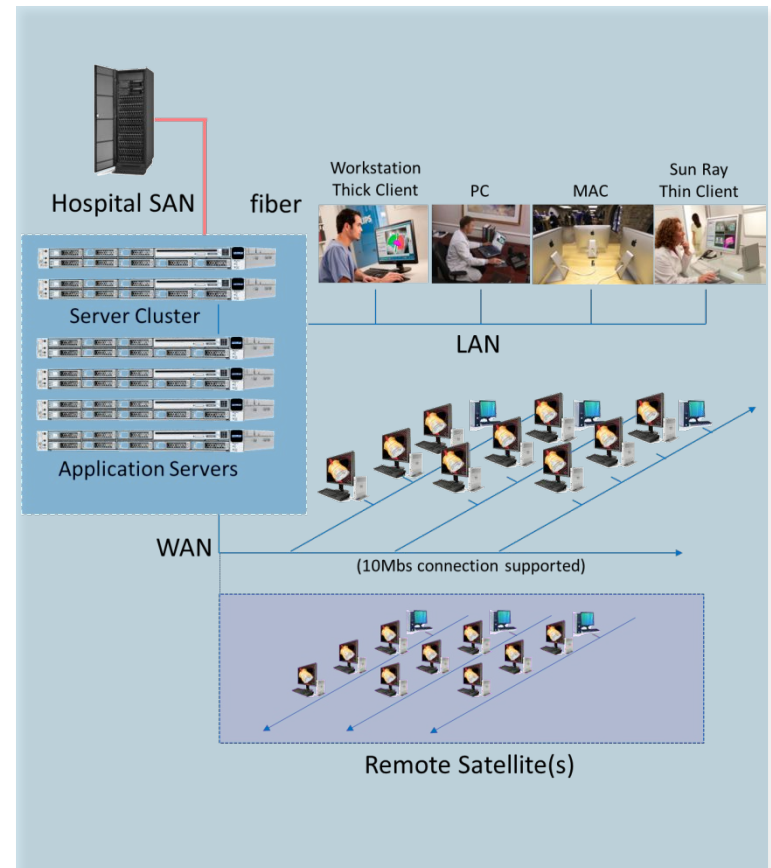 Workstation
Thick Client
PC
MAC
Sun Ray
Thin Client
Hospital SAN
fiber
Server Cluster
LAN
Application Servers
WAN
(10Mbs connection supported)
Remote Satellite(s)